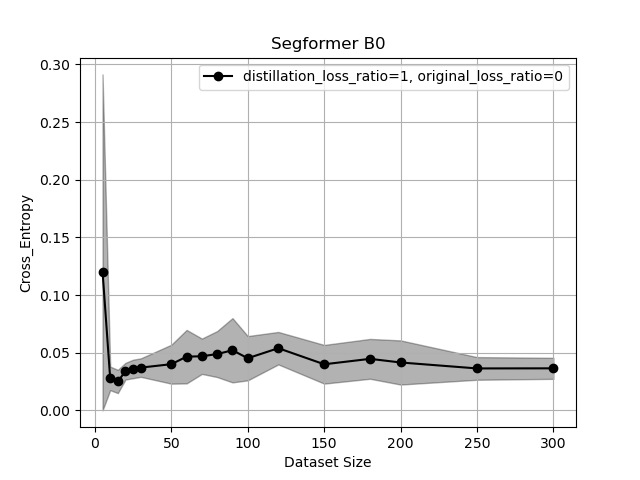 Segformer B0
distillation_loss_ratio=1, original_loss_ratio=0
0.30
0.25
0.20
0.15
0.10
0.05
0.00
Cross_Entropy
0 50 100 150 200 250 300
Dataset Size